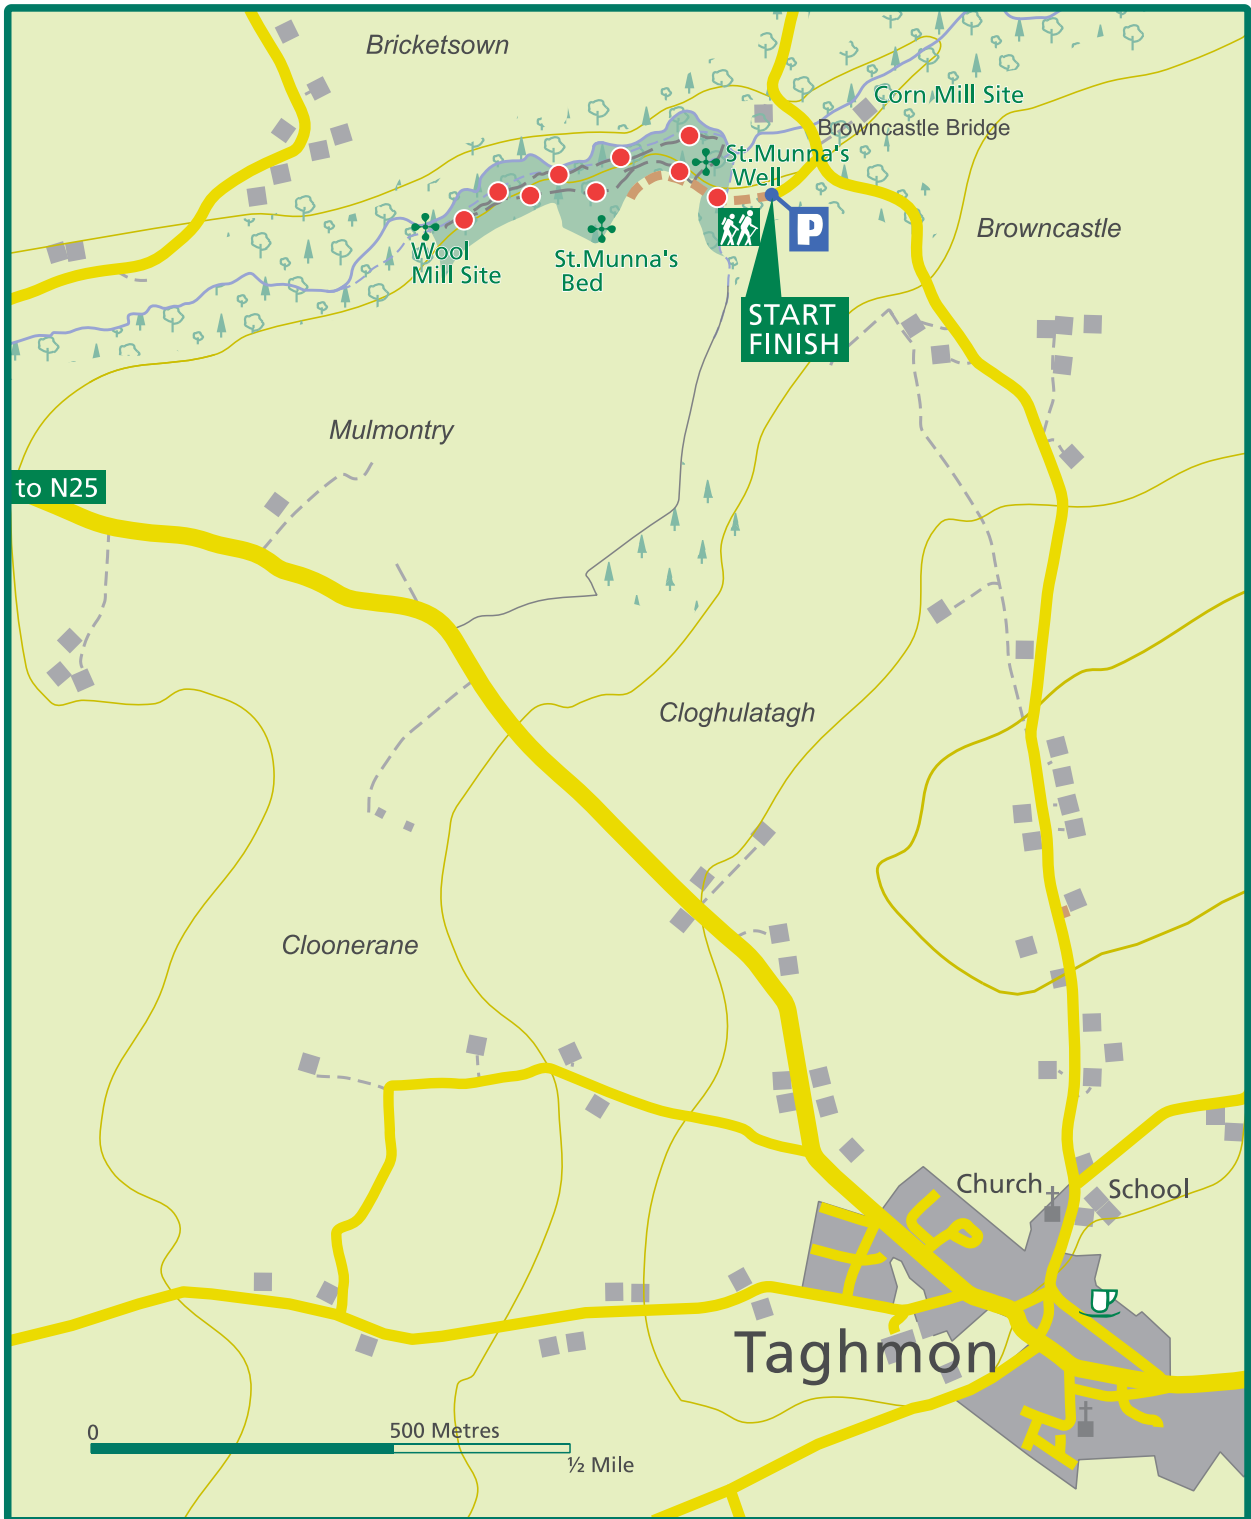 Bricketsown
Corn Mill Site
Browncastle Bridge
St.Munna's
Well
P
Browncastle
Wool
Mill Site
St.Munna's
Bed
START
FINISH
Mulmontry
to N25
Cloghulatagh
Cloonerane
Church
School
Taghmon
0
500 Metres
½ Mile